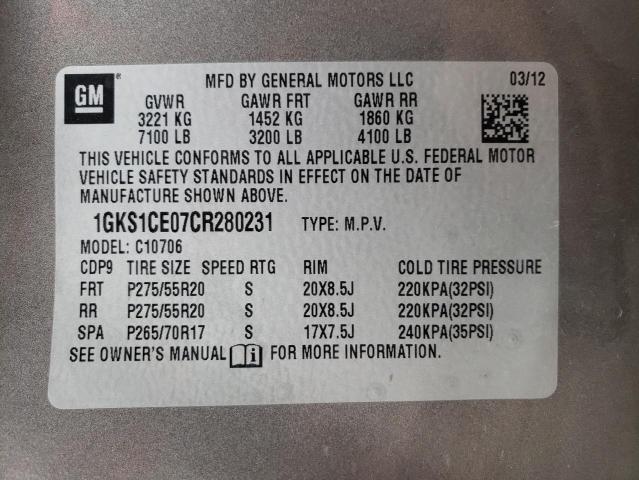 GM
MFD BY GENERAL MOTORS LLC 03/12
GVWR GAWR FRT GAWR RR
3221 KG 1452 KG 1860 KG
7100 LB 3200 LB 4100 LB
THIS VEHICLE CONFORMS TO ALL APPLICABLE U.S. FEDERAL MOTOR
VEHICLE SAFETY STANDARDS IN EFFECT ON THE DATE OF
MANUFACTURE SHOWN ABOVE.
1GKS1CE07CR280231 TYPE: M.P.V.
MODEL: C10706
CDP9 TIRE SIZE SPEED RTG RIM COLD TIRE PRESSURE
FRT P275/55R20 S 20X8.5J 220KPA(32PSI)
RR P275/55R20 S 20X8.5J 220KPA(32PSI)
SPA P265/70R17 S 17X7.5J 240KPA(35PSI)
SEE OWNER'S MANUAL i FOR MORE INFORMATION.